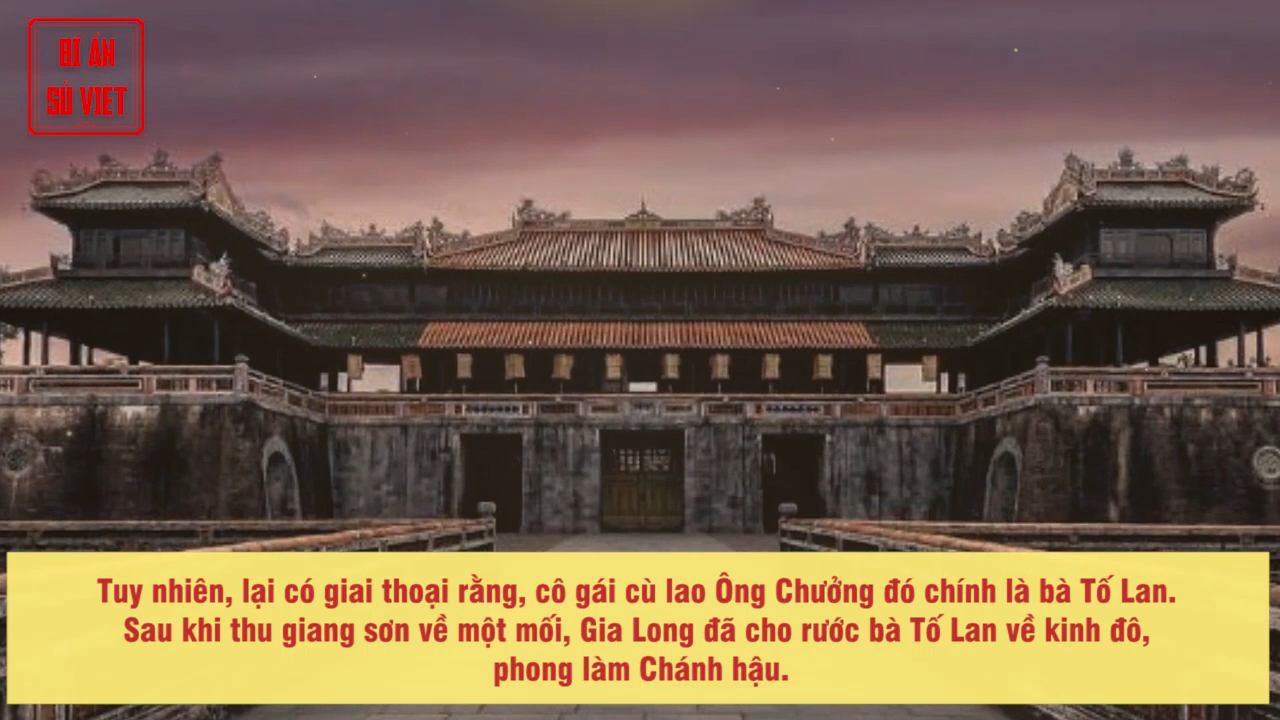 BÍ ẨN
SỬ VIỆT
Tuy nhiên, lại có giai thoại rằng, cô gái cù lao Ông Chưởng đó chính là bà Tố Lan.
Sau khi thu giang sơn về một mối, Gia Long đã cho rước bà Tố Lan về kinh đô,
phong làm Chánh hậu.